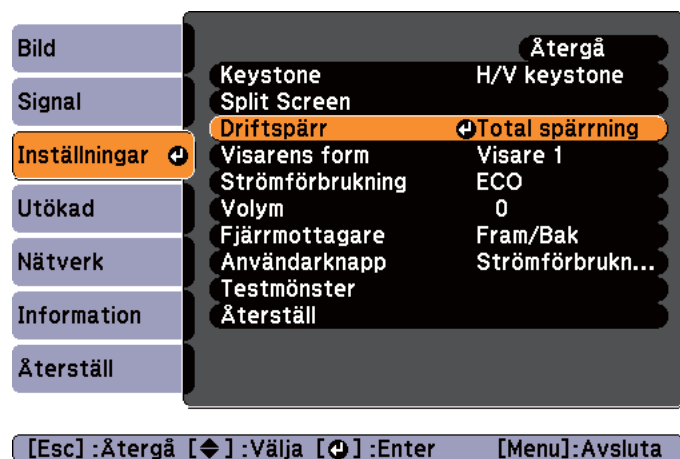 Bild
Signal
Inställningar
Utökad
Nätverk
Information
Återställ
Återgå
Keystone H/V keystone
Split Screen
Driftspärr Total spärrning
Visarens form Visare 1
Strömförbrukning ECO
Volym 0
Fjärrmottagare Fram/Bak
Användarknapp Strömförbrukn...
Testmönster
Återställ
[Esc] :Återgå [◆] :Välja [↵] :Enter [Menu]:Avsluta